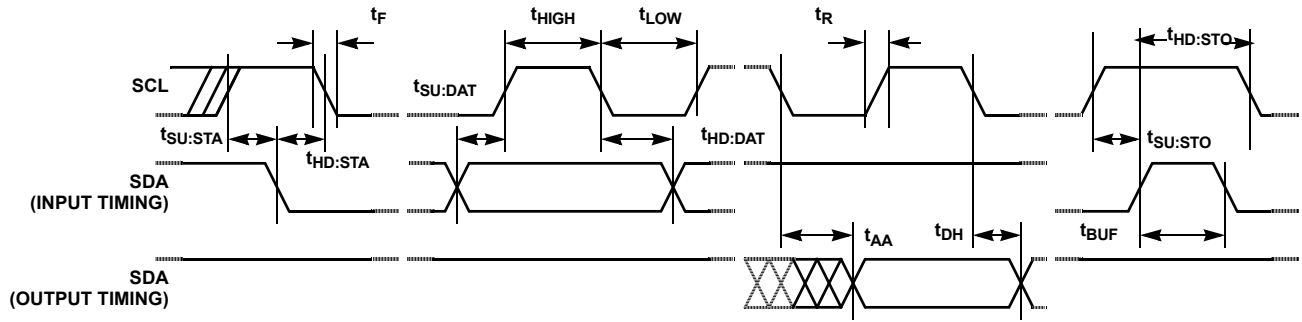 tF
tHIGH
tLOW
tR
tHD:STO
SCL
tSU:DAT
tSU:STA
tHD:STA
tHD:DAT
tSU:STO
SDA
(INPUT TIMING)
tAA
tDH
tBUF
SDA
(OUTPUT TIMING)